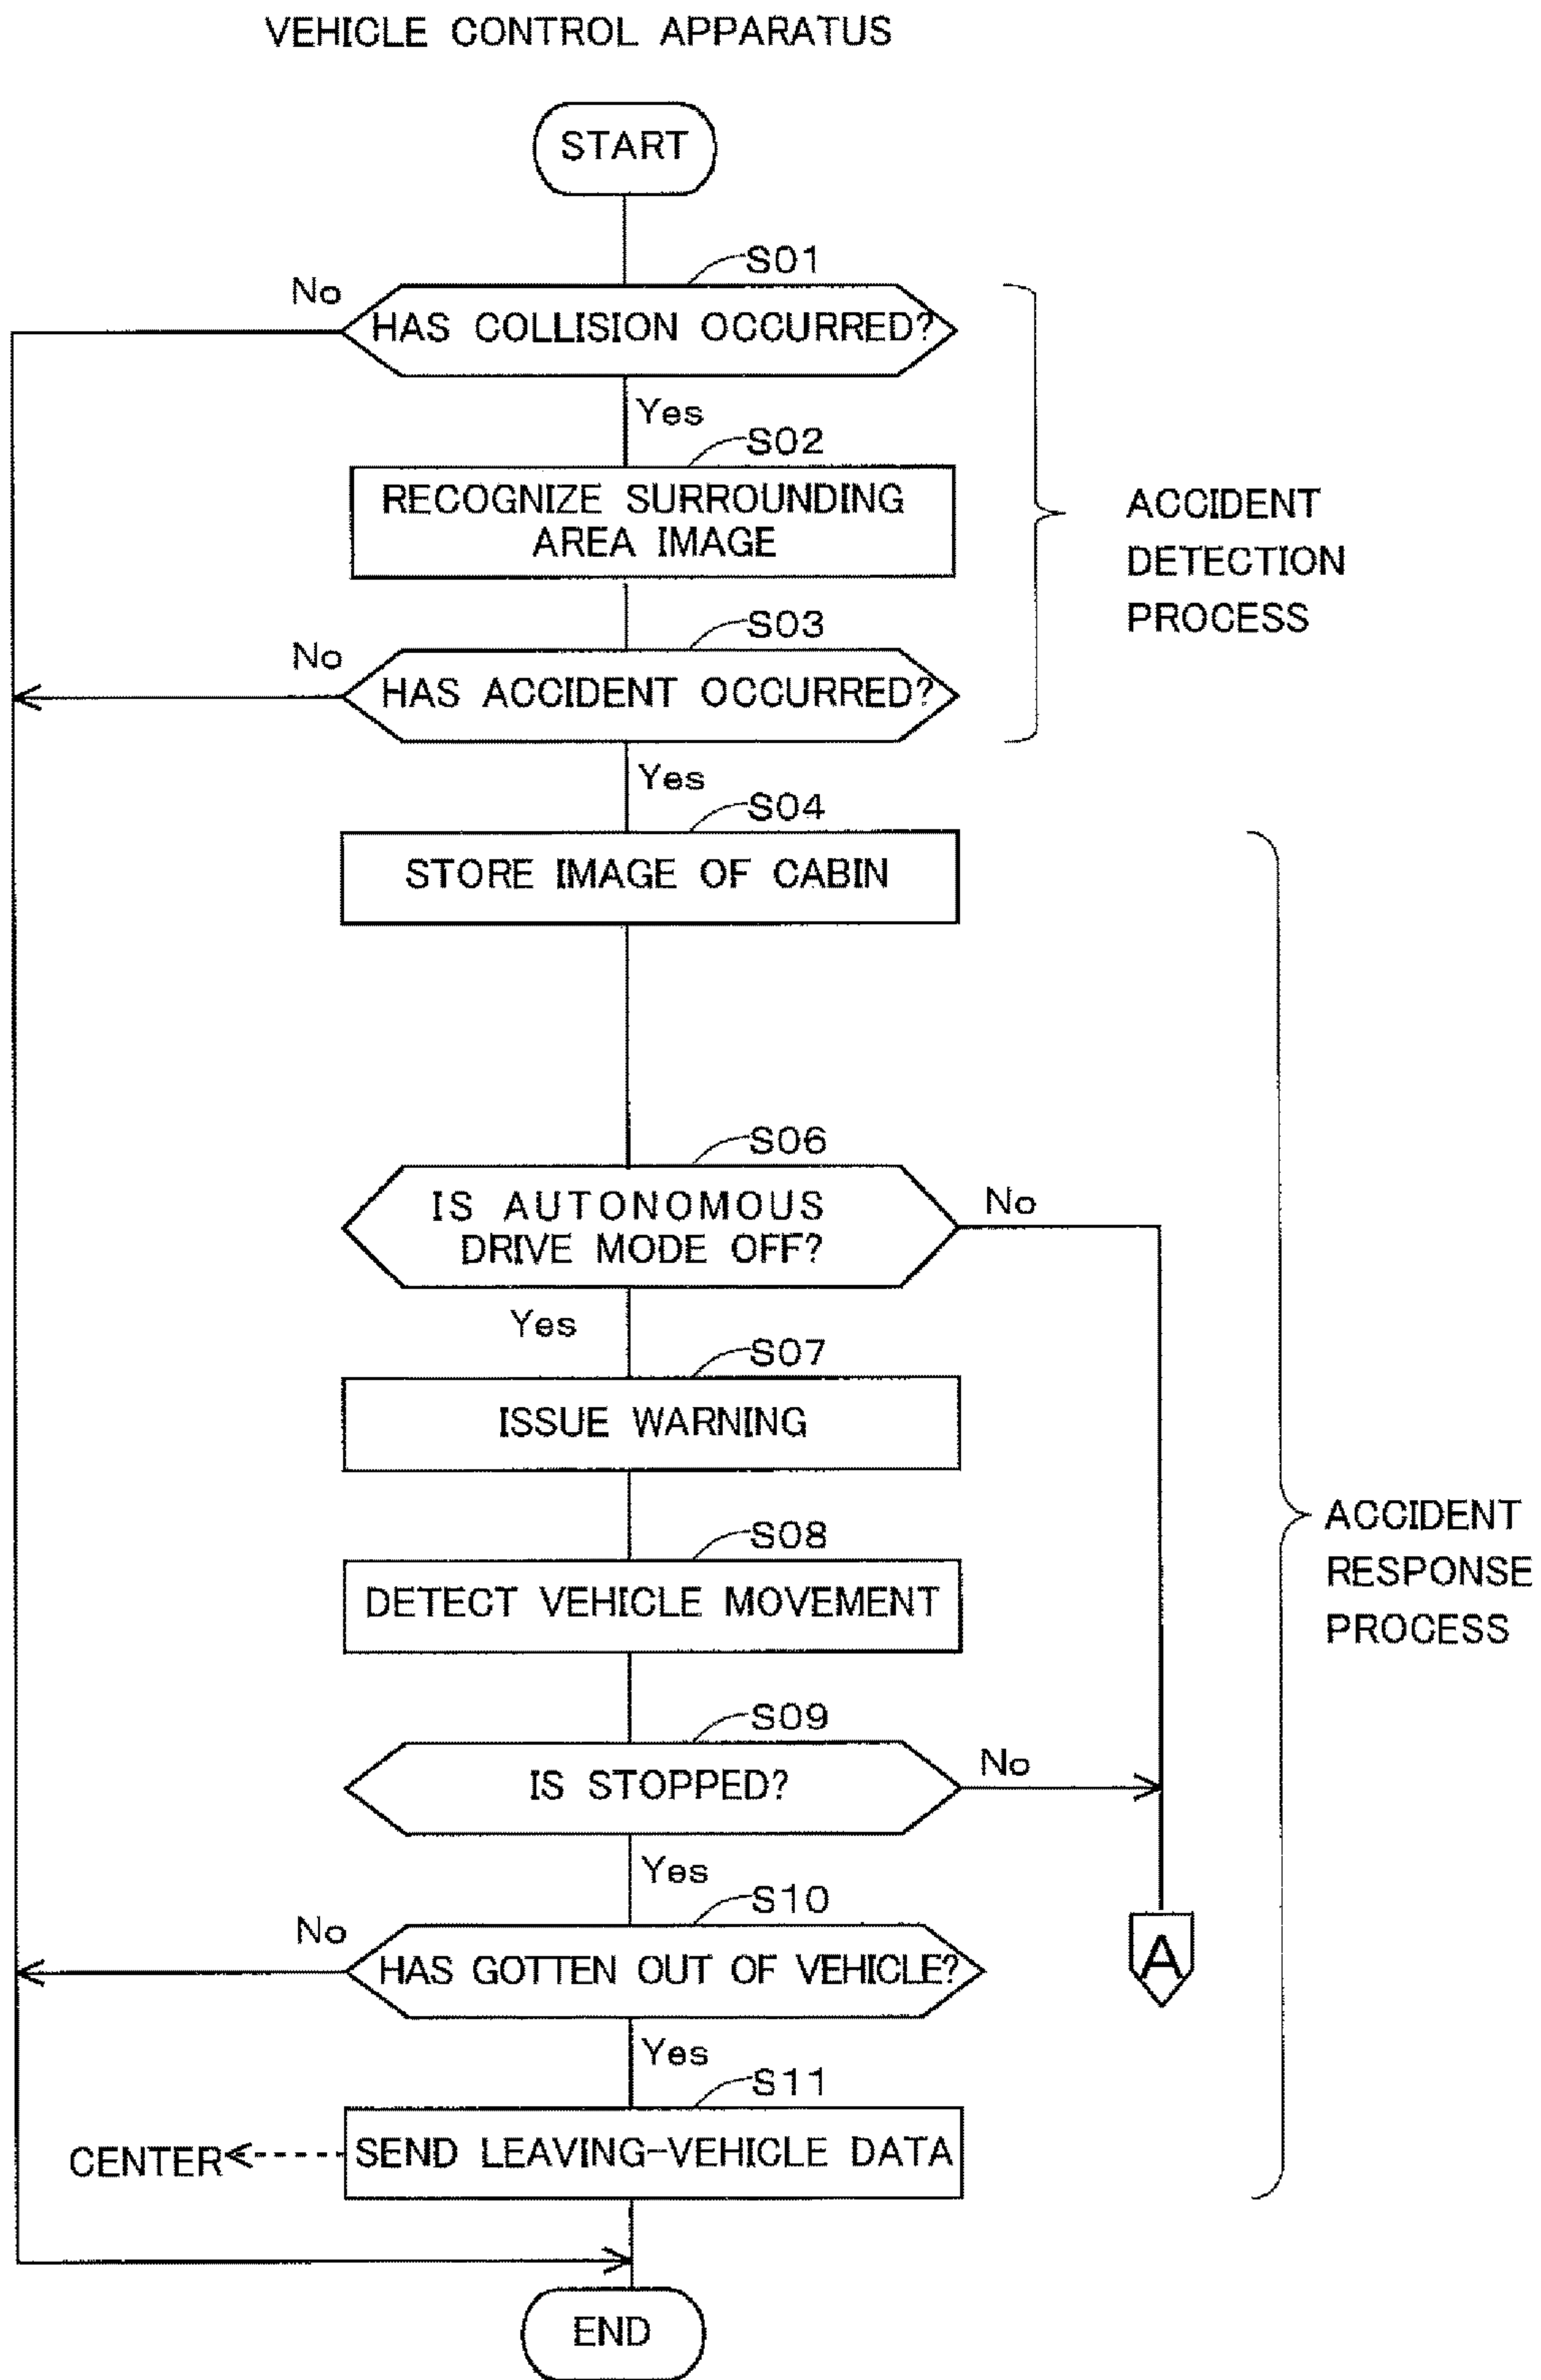 VEHICLE CONTROL APPARATUS
START
S01
No
HAS COLLISION OCCURRED?
Yes
S02
RECOGNIZE SURROUNDING
AREA IMAGE
ACCIDENT
DETECTION
PROCESS
S03
No
HAS ACCIDENT OCCURRED?
Yes
S04
STORE IMAGE OF CABIN
S06
IS AUTONOMOUS
DRIVE MODE OFF?
No
Yes
S07
ISSUE WARNING
S08
DETECT VEHICLE MOVEMENT
ACCIDENT
RESPONSE
PROCESS
S09
IS STOPPED?
No
Yes
S10
No
HAS GOTTEN OUT OF VEHICLE?
A
Yes
S11
CENTER
SEND LEAVING-VEHICLE DATA
END